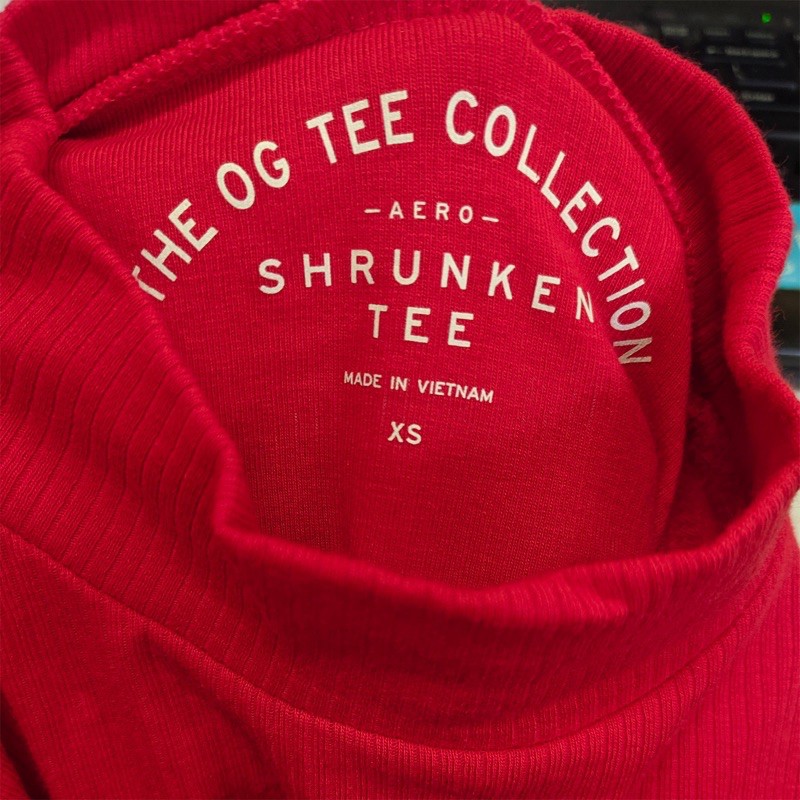 THE OG TEE COLLECTION
–AERO–
SHRUNKEN
TEE
MADE IN VIETNAM
XS